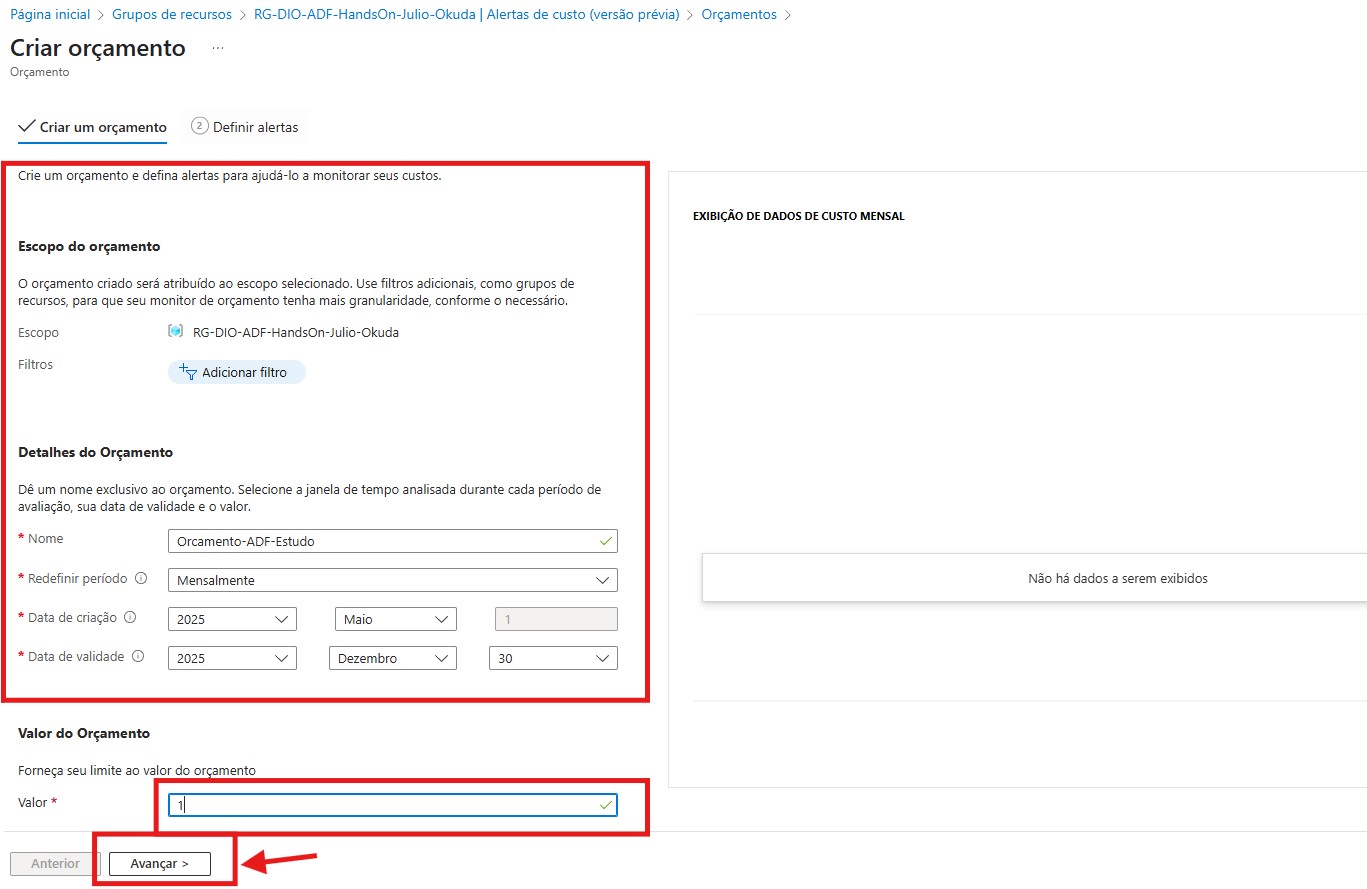 Página inicial > Grupos de recursos > RG-DIO-ADF-HandsOn-Julio-Okuda | Alertas de custo (versão prévia) > Orçamentos >
Criar orçamento ...
Orçamento
Criar um orçamento
2 Definir alertas
Crie um orçamento e defina alertas para ajudá-lo a monitorar seus custos.
Escopo do orçamento
O orçamento criado será atribuído ao escopo selecionado. Use filtros adicionais, como grupos de
recursos, para que seu monitor de orçamento tenha mais granularidade, conforme o necessário.
Escopo
RG-DIO-ADF-HandsOn-Julio-Okuda
Filtros
Adicionar filtro
Detalhes do Orçamento
Dê um nome exclusivo ao orçamento. Selecione a janela de tempo analisada durante cada período de
avaliação, sua data de validade e o valor.
* Nome
Orcamento-ADF-Estudo
* Redefinir período
Mensalmente
* Data de criação
2025
Maio
1
* Data de validade
2025
Dezembro
30
Valor do Orçamento
Forneça seu limite ao valor do orçamento
Valor *
1
Anterior
Avançar >
EXIBIÇÃO DE DADOS DE CUSTO MENSAL
Não há dados a serem exibidos